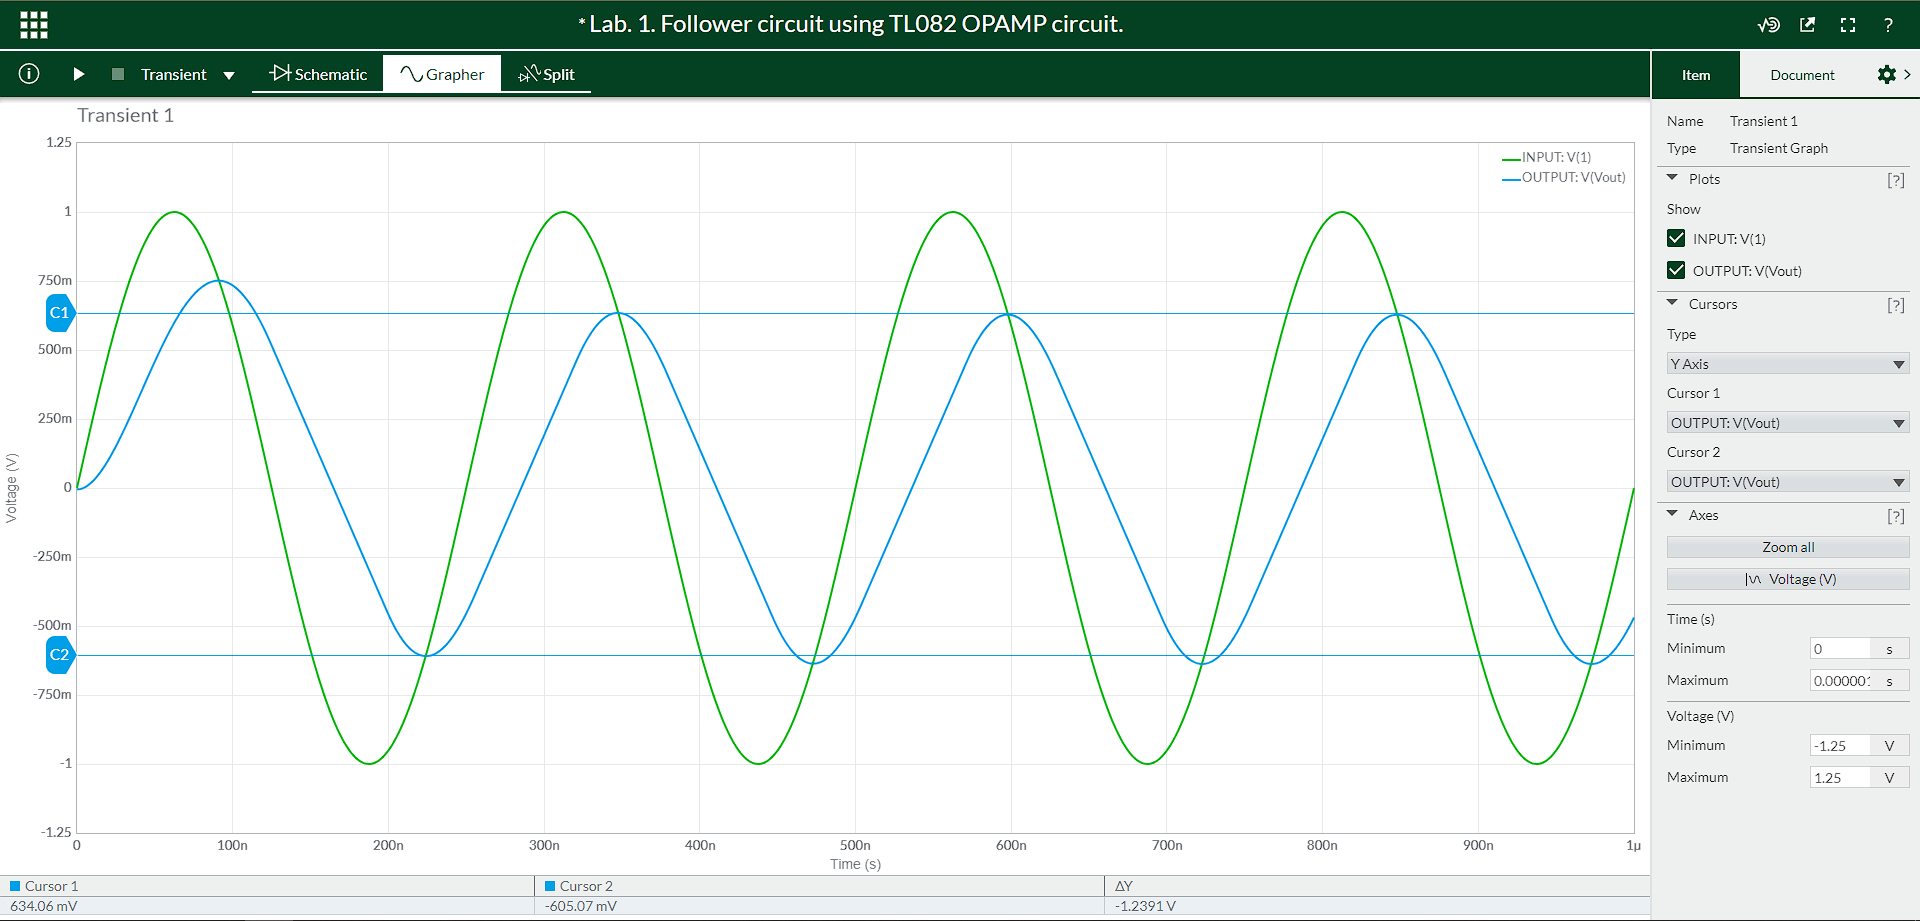 * Lab. 1. Follower circuit using TL082 OPAMP circuit.
?
Transient
Schematic
Grapher
Split
Item
Document
Transient 1
1.25
1
750m
500m
250m
0
-250m
-500m
-750m
-1
-1.25
Voltage (V)
C1
C2
INPUT: V(1)
OUTPUT: V(Vout)
0
100n
200n
300n
400n
500n
600n
700n
800n
900n
1µ
Time (s)
Cursor 1
Cursor 2
ΔY
634.06 mV
-605.07 mV
-1.2391 V
Name Transient 1
Type Transient Graph
Plots [?]
Show
INPUT: V(1)
OUTPUT: V(Vout)
Cursors [?]
Type
Y Axis
Cursor 1
OUTPUT: V(Vout)
Cursor 2
OUTPUT: V(Vout)
Axes [?]
Zoom all
Voltage (V)
Time (s)
Minimum 0 s
Maximum 0.000001 s
Voltage (V)
Minimum -1.25 V
Maximum 1.25 V